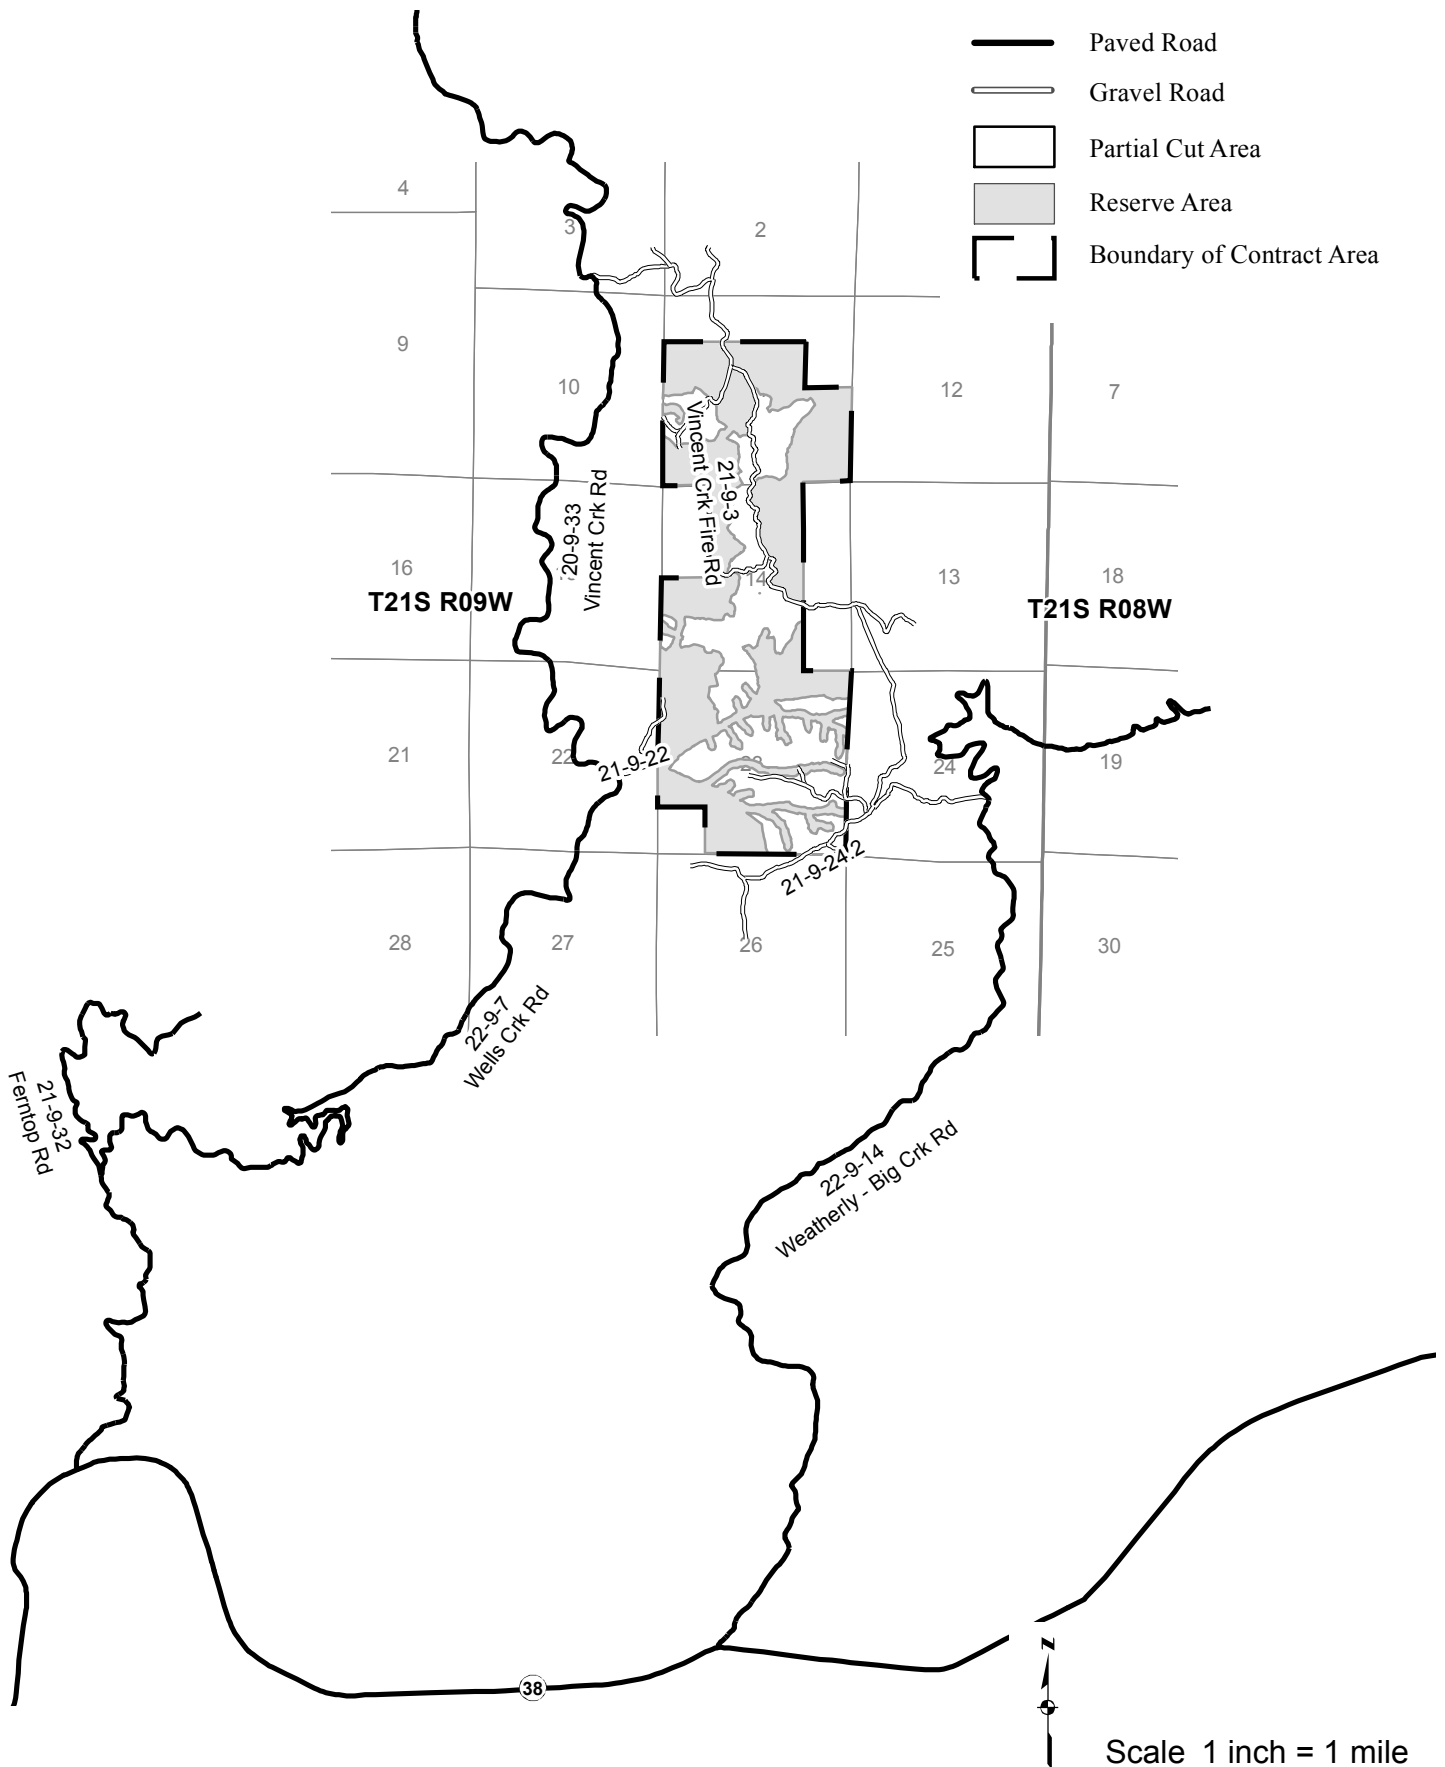 Paved Road
Gravel Road
Partial Cut Area
Reserve Area
Boundary of Contract Area
4
3
2
9
10
12
7
Vincent Crk Fire Rd
21-9-3
20-9-33
Vincent Crk Rd
16
14
13
18
T21S R09W
T21S R08W
21
22
21-9-22
23
24
19
21-9-24.2
28
27
26
25
30
22-9-7
Wells Crk Rd
21-9-32
Ferntop Rd
22-9-14
Weatherly - Big Crk Rd
38
N
Scale 1 inch = 1 mile